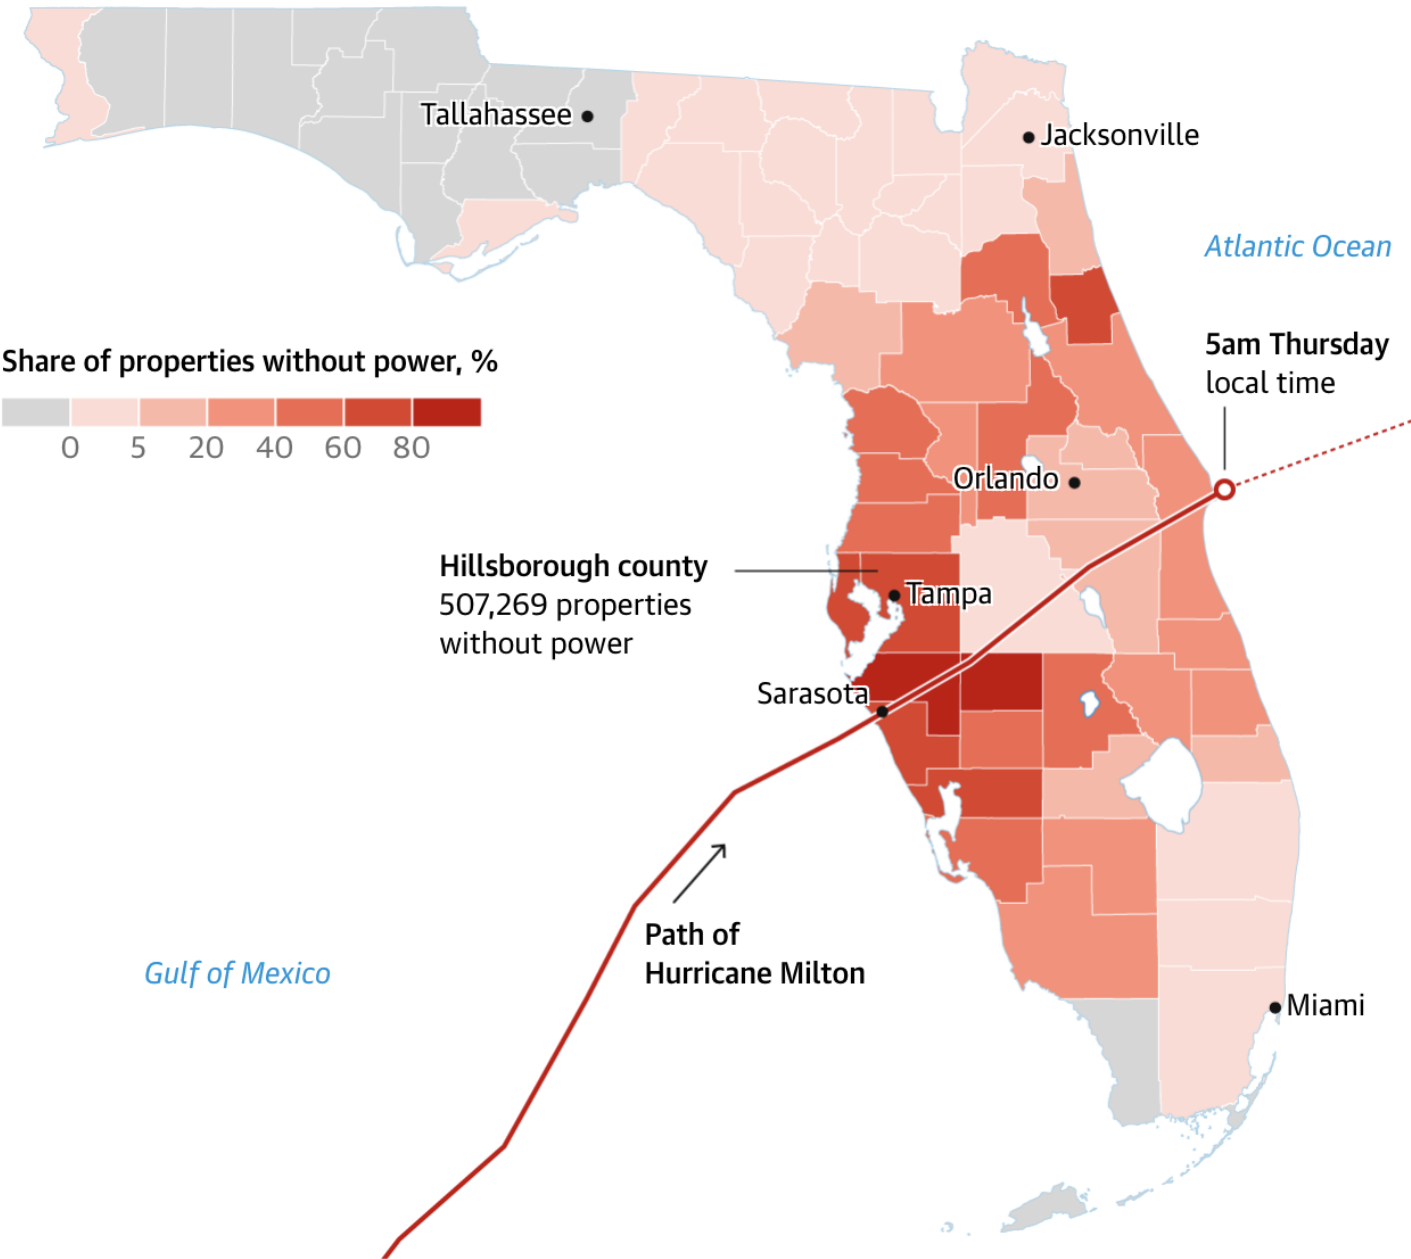 Tallahassee
Jacksonville
Atlantic Ocean
5am Thursday
local time
Share of properties without power, %
0 5 20 40 60 80
Orlando
Hillsborough county
507,269 properties
without power
Tampa
Sarasota
Path of
Hurricane Milton
Gulf of Mexico
Miami